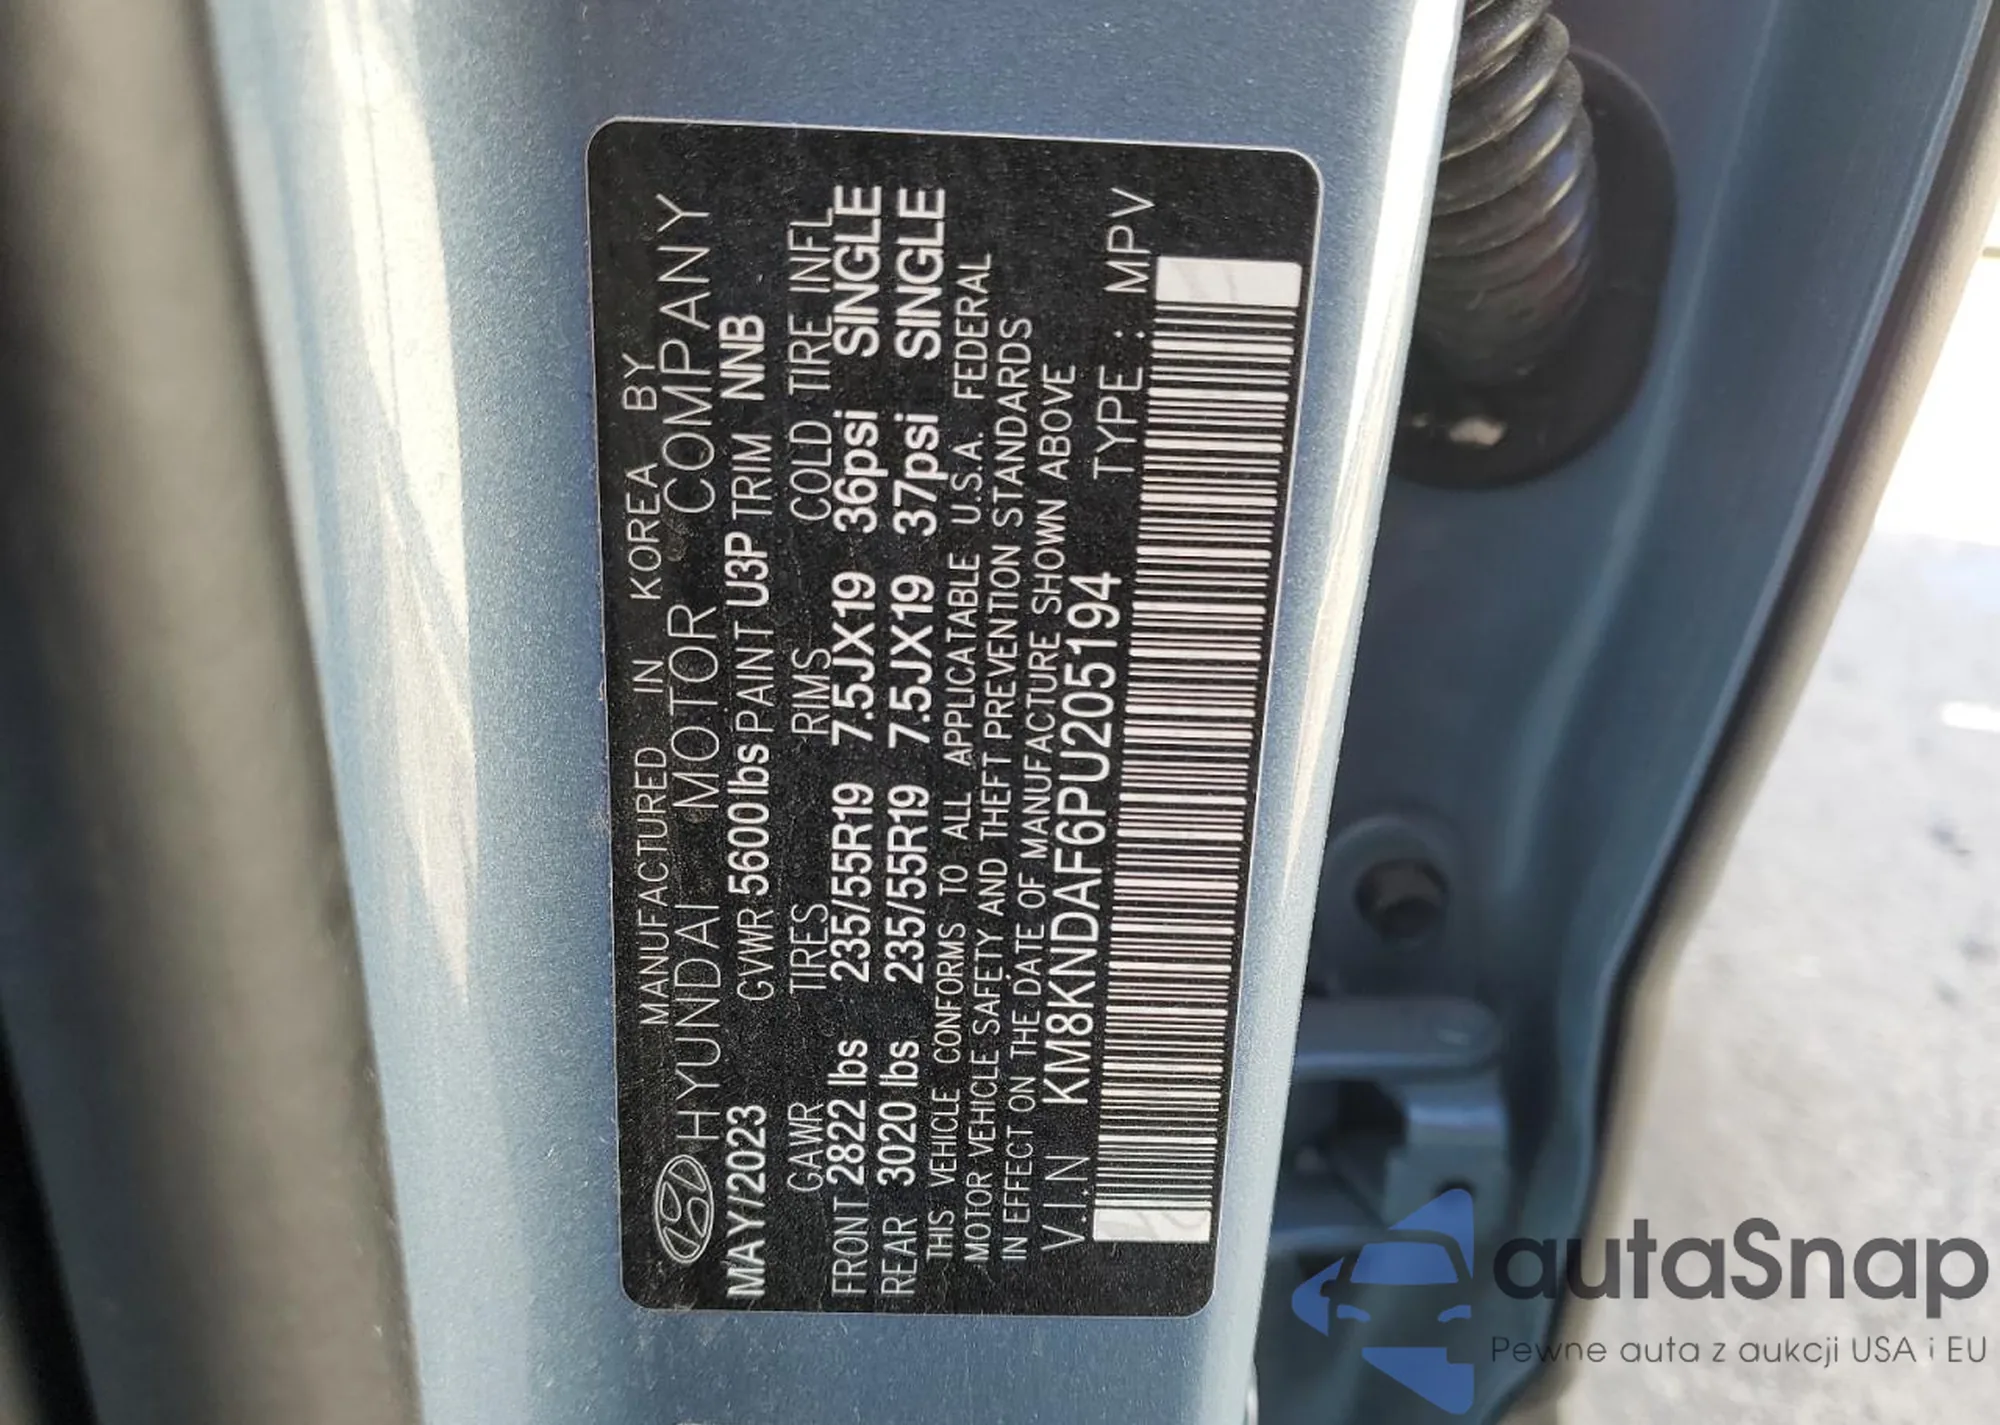 MANUFACTURED IN KOREA BY
HYUNDAI MOTOR COMPANY
MAY/2023 GVWR 5600lbs PAINT U3P TRIM NNB
GAWR TIRES RIMS COLD TIRE INFL
FRONT 2822 lbs 235/55R19 7.5JX19 36psi SINGLE
REAR 3020 lbs 235/55R19 7.5JX19 37psi SINGLE
THIS VEHICLE CONFORMS TO ALL APPLICATABLE U.S.A. FEDERAL
MOTOR VEHICLE SAFETY AND THEFT PREVENTION STANDARDS
IN EFFECT ON THE DATE OF MANUFACTURE SHOWN ABOVE
V.I.N KM8KNDAF6PU205194 TYPE : MPV
autaSnap
Pewne auta z aukcji USA i EU